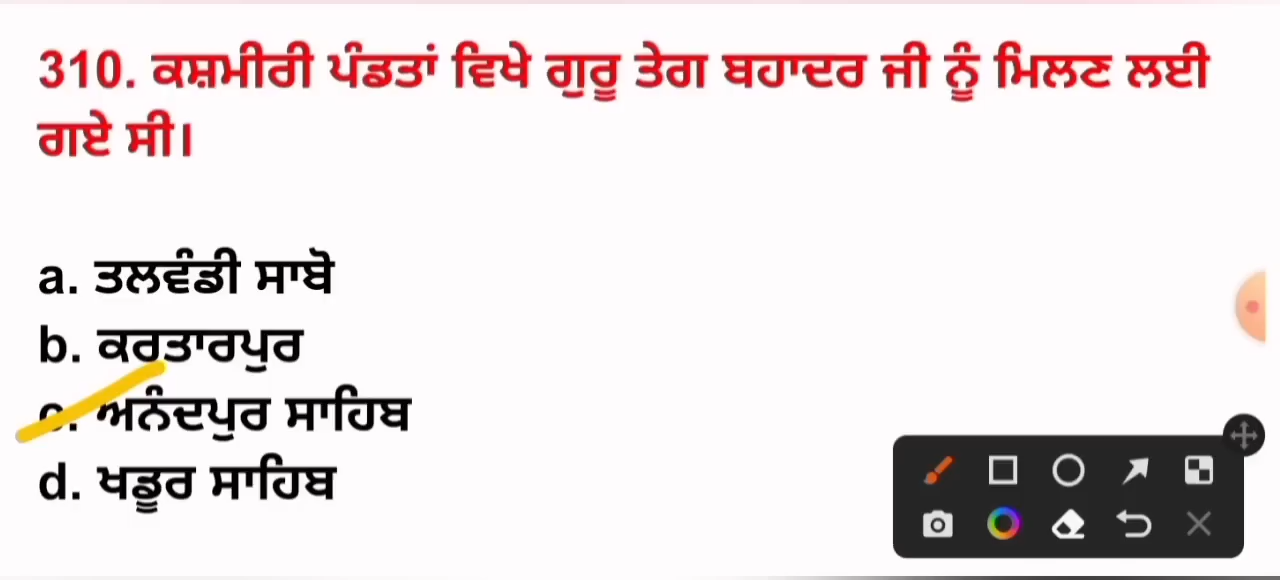 310. ਕਸ਼ਮੀਰੀ ਪੰਡਤਾਂ ਵਿਖੇ ਗੁਰੂ ਤੇਗ ਬਹਾਦਰ ਜੀ ਨੂੰ ਮਿਲਣ ਲਈ
ਗਏ ਸੀ।
a. ਤਲਵੰਡੀ ਸਾਬੋ
b. ਕਰਤਾਰਪੁਰ
c. ਅਨੰਦਪੁਰ ਸਾਹਿਬ
d. ਖਡੂਰ ਸਾਹਿਬ